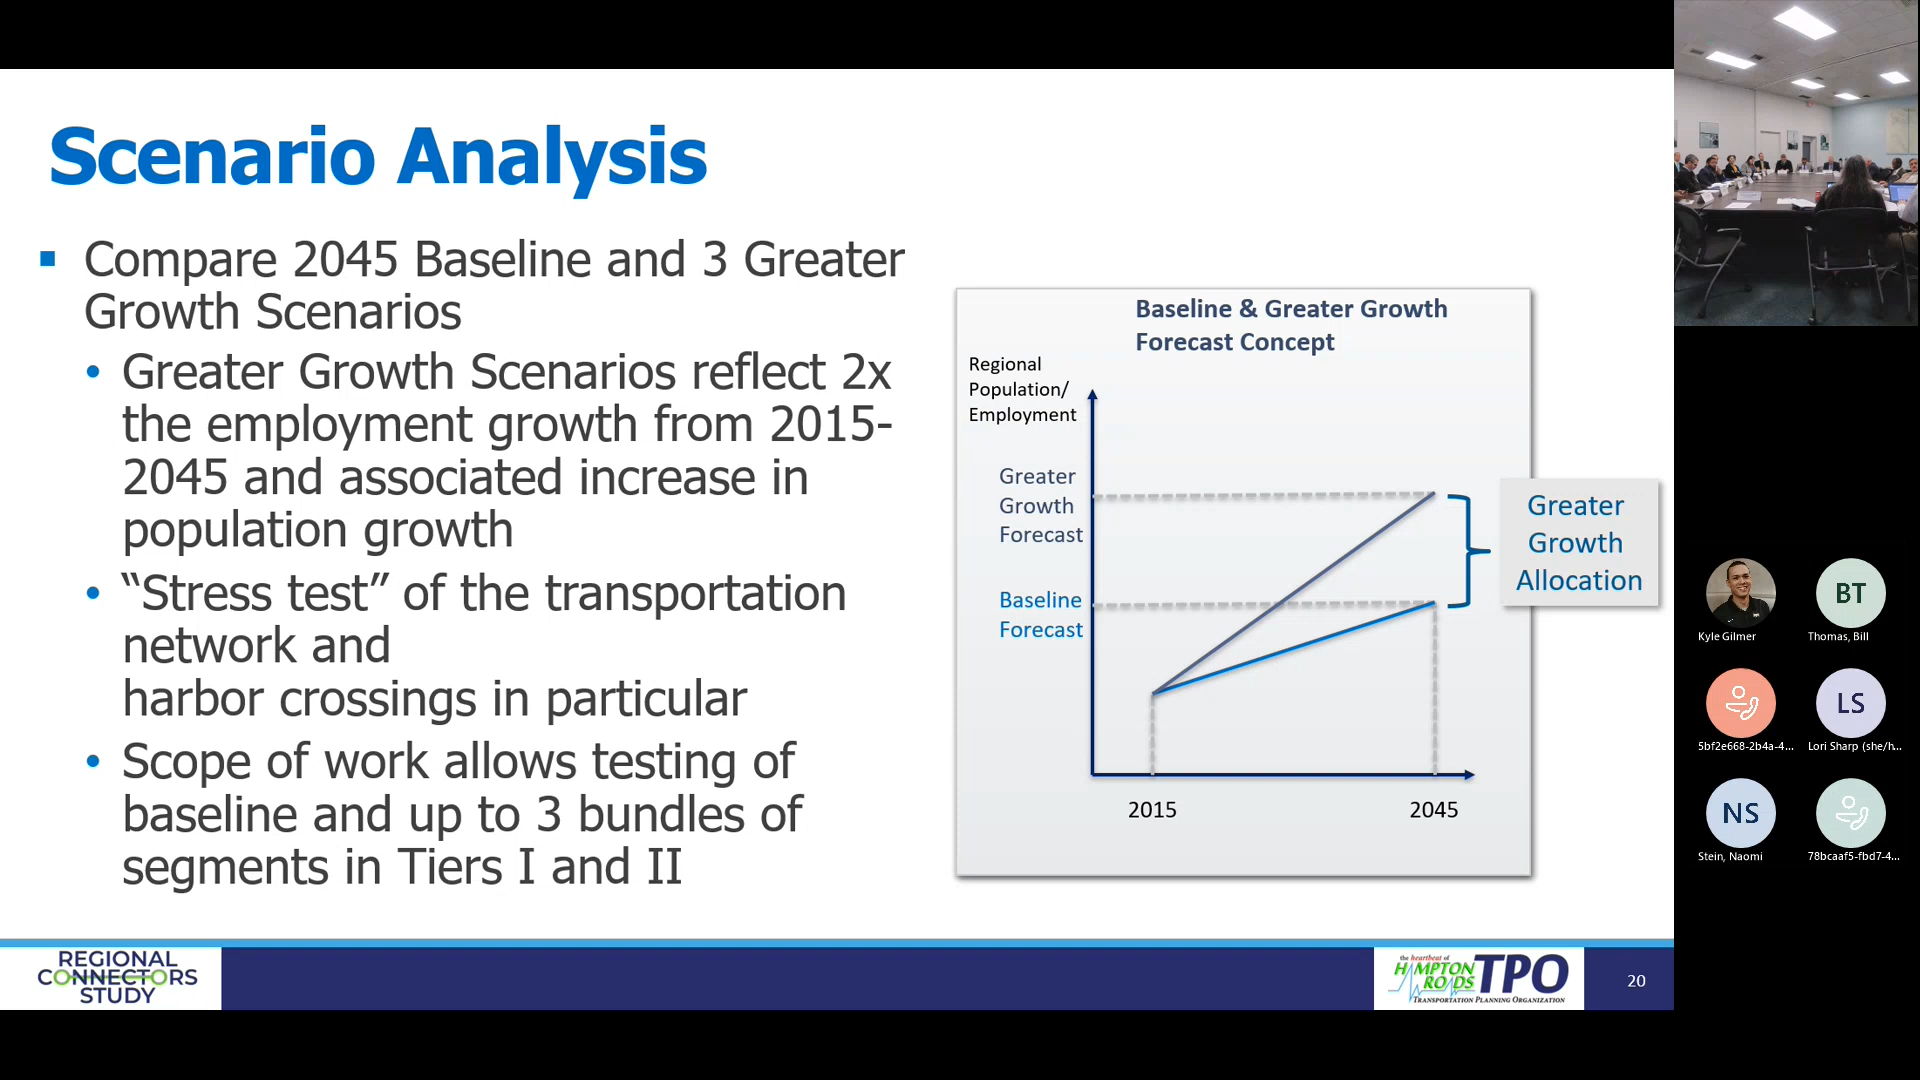 Scenario Analysis
Compare 2045 Baseline and 3 Greater
Growth Scenarios
Greater Growth Scenarios reflect 2x
the employment growth from 2015-
2045 and associated increase in
population growth
“Stress test” of the transportation
network and
harbor crossings in particular
Scope of work allows testing of
baseline and up to 3 bundles of
segments in Tiers I and II
Baseline & Greater Growth
Forecast Concept
Regional
Population/
Employment
Greater
Growth
Forecast
Baseline
Forecast
2015
2045
Greater
Growth
Allocation
REGIONAL
CONNECTORS
STUDY
the heartbeat of
HAMPTON
ROADS
TPO
TRANSPORTATION PLANNING ORGANIZATION
20
Kyle Gilmer
BT
Thomas, Bill
5bf2e668-2b4a-4...
LS
Lori Sharp (she/h...
NS
Stein, Naomi
78bcaaf5-fbd7-4...